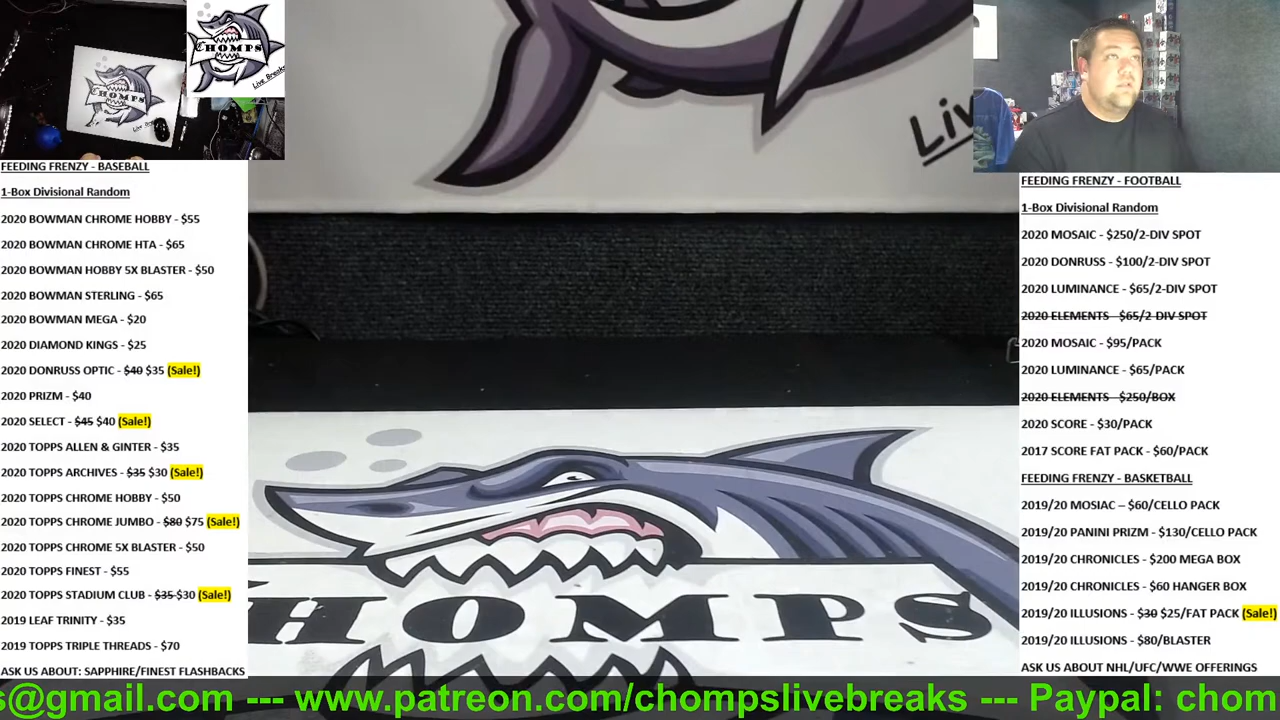 CHOMPS
Live Breaks
CHOMPS
Live
FEEDING FRENZY - BASEBALL
1-Box Divisional Random
2020 BOWMAN CHROME HOBBY - $55
2020 BOWMAN CHROME HTA - $65
2020 BOWMAN HOBBY 5X BLASTER - $50
2020 BOWMAN STERLING - $65
2020 BOWMAN MEGA - $20
2020 DIAMOND KINGS - $25
2020 DONRUSS OPTIC - $40 $35 (Sale!)
2020 PRIZM - $40
2020 SELECT - $45 $40 (Sale!)
2020 TOPPS ALLEN & GINTER - $35
2020 TOPPS ARCHIVES - $35 $30 (Sale!)
2020 TOPPS CHROME HOBBY - $50
2020 TOPPS CHROME JUMBO - $80 $75 (Sale!)
2020 TOPPS CHROME 5X BLASTER - $50
2020 TOPPS FINEST - $55
2020 TOPPS STADIUM CLUB - $35 $30 (Sale!)
2019 LEAF TRINITY - $35
2019 TOPPS TRIPLE THREADS - $70
ASK US ABOUT: SAPPHIRE/FINEST FLASHBACKS
Liv
HOMPS
FEEDING FRENZY - FOOTBALL
1-Box Divisional Random
2020 MOSAIC - $250/2-DIV SPOT
2020 DONRUSS - $100/2-DIV SPOT
2020 LUMINANCE - $65/2-DIV SPOT
2020 ELEMENTS - $65/2 DIV SPOT
2020 MOSAIC - $95/PACK
2020 LUMINANCE - $65/PACK
2020 ELEMENTS - $250/BOX
2020 SCORE - $30/PACK
2017 SCORE FAT PACK - $60/PACK
FEEDING FRENZY - BASKETBALL
2019/20 MOSIAC – $60/CELLO PACK
2019/20 PANINI PRIZM - $130/CELLO PACK
2019/20 CHRONICLES - $200 MEGA BOX
2019/20 CHRONICLES - $60 HANGER BOX
2019/20 ILLUSIONS - $30 $25/FAT PACK (Sale!)
2019/20 ILLUSIONS - $80/BLASTER
ASK US ABOUT NHL/UFC/WWE OFFERINGS
s@gmail.com --- www.patreon.com/chompslivebreaks --- Paypal: chom